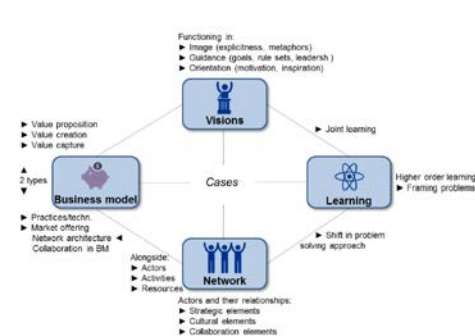 Functioning in:
► Image (explicitness, metaphors)
► Guidance (goals, rule sets, leadersh )
► Orientation (motivation, inspiration)
Visions
► Value proposition
► Value creation
► Value capture
► Joint learning
▲
2 types
▼
Business model
Cases
Learning
Higher order learning
► Framing problems
► Practices/techn.
► Market offering
Network architecture ◄
Collaboration in BM
► Shift in problem
solving approach
Alongside:
► Actors
► Activities
► Resources
Network
Actors and their relationships:
► Strategic elements
► Cultural elements
► Collaboration elements